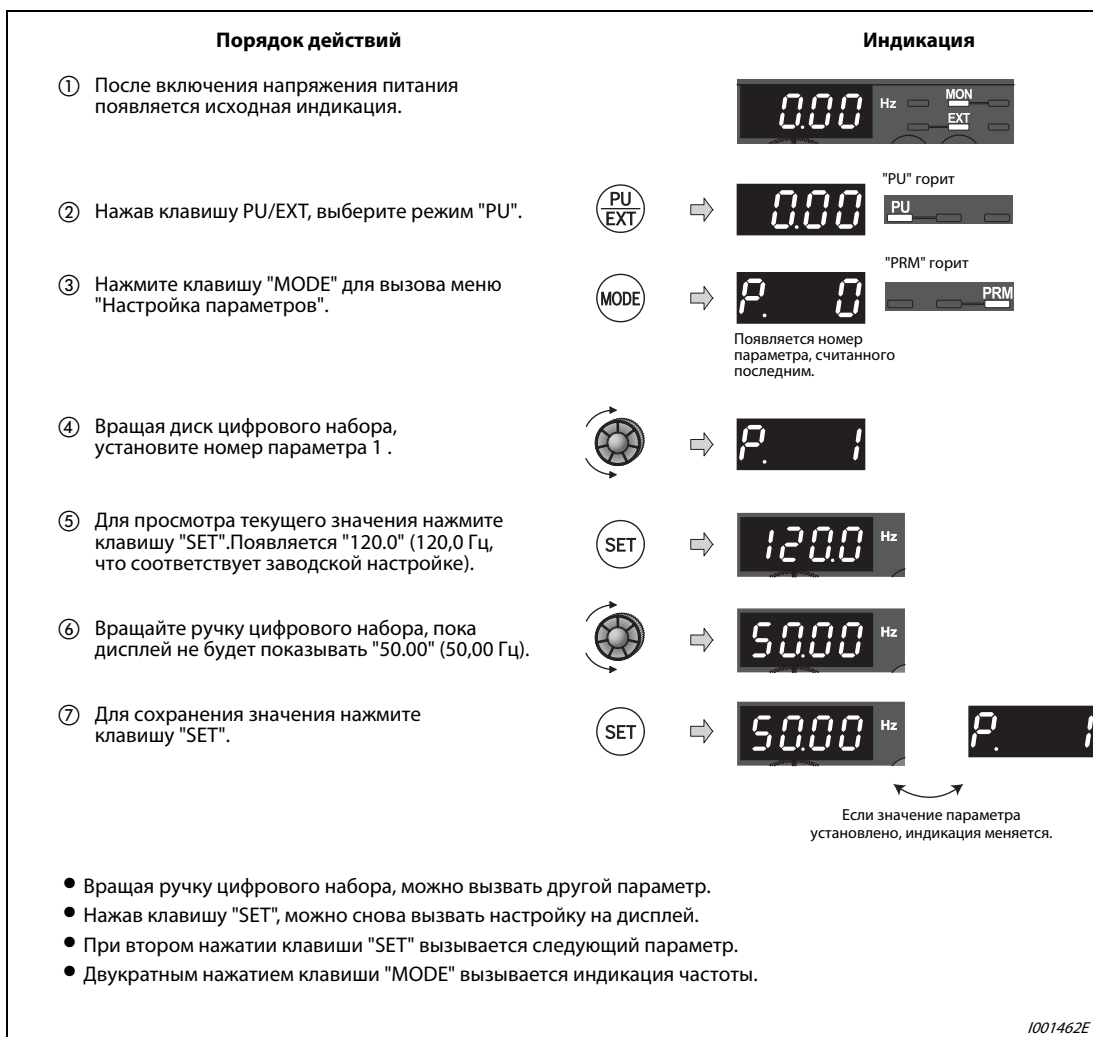 Порядок действий
Индикация
① После включения напряжения питания
появляется исходная индикация.
0.00 Hz MON
EXT
② Нажав клавишу PU/EXT, выберите режим "PU".
PU
EXT
0.00
"PU" горит
PU
③ Нажмите клавишу "MODE" для вызова меню
"Настройка параметров".
MODE
P. 0
"PRM" горит
PRM
Появляется номер
параметра, считанного
последним.
④ Вращая диск цифрового набора,
установите номер параметра 1 .
P. 1
⑤ Для просмотра текущего значения нажмите
клавишу "SET".Появляется "120.0" (120,0 Гц,
что соответствует заводской настройке).
SET
120.0 Hz
⑥ Вращайте ручку цифрового набора, пока
дисплей не будет показывать "50.00" (50,00 Гц).
50.00 Hz
⑦ Для сохранения значения нажмите
клавишу "SET".
SET
50.00 Hz
P. 1
Если значение параметра
установлено, индикация меняется.
● Вращая ручку цифрового набора, можно вызвать другой параметр.
● Нажав клавишу "SET", можно снова вызвать настройку на дисплей.
● При втором нажатии клавиши "SET" вызывается следующий параметр.
● Двукратным нажатием клавиши "MODE" вызывается индикация частоты.
I001462E